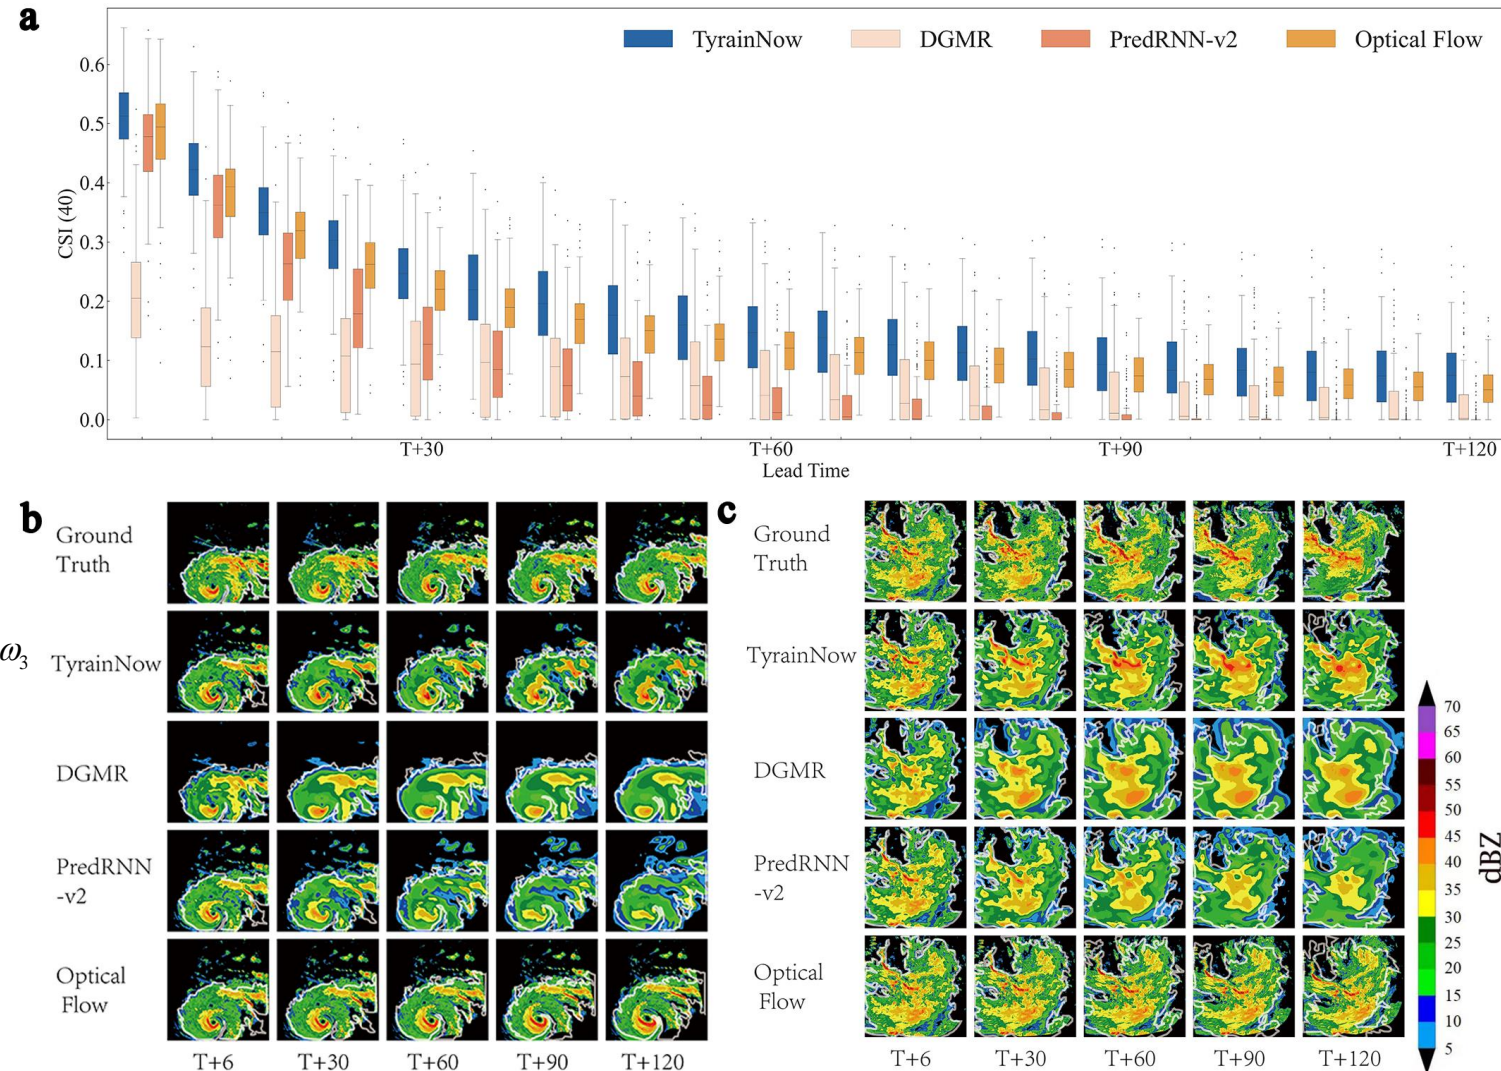 a
TyrainNow
DGMR
PredRNN-v2
Optical Flow
CSI (40)
0.6
0.5
0.4
0.3
0.2
0.1
0.0
T+30
T+60
T+90
T+120
Lead Time
b
Ground
Truth
ω3
TyrainNow
DGMR
PredRNN
-v2
Optical
Flow
T+6
T+30
T+60
T+90
T+120
c
Ground
Truth
TyrainNow
DGMR
PredRNN
-v2
Optical
Flow
T+6
T+30
T+60
T+90
T+120
70
65
60
55
50
45
40
35
30
25
20
15
10
5
dBZ